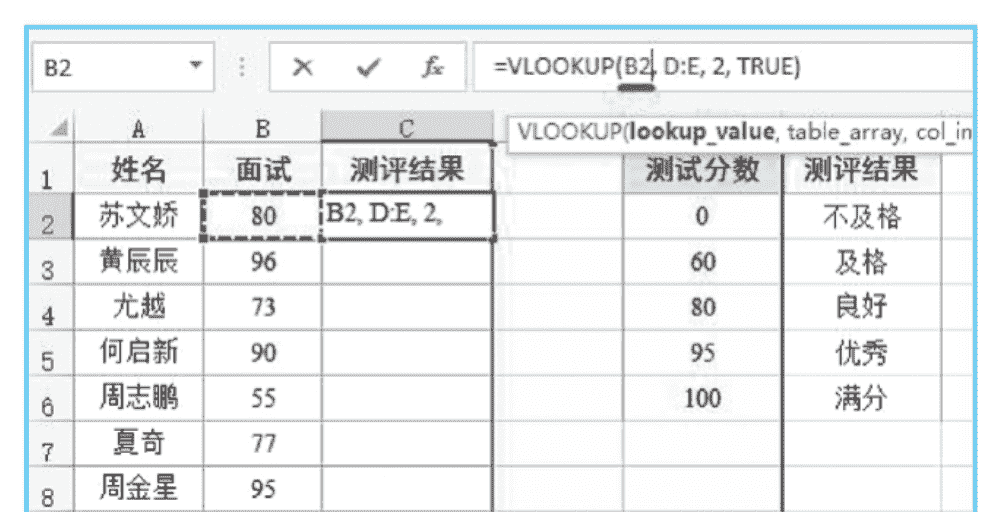 B2 fx =VLOOKUP(B2, D:E, 2, TRUE)
VLOOKUP(lookup_value, table_array, col_in
A B C
1 姓名 面试 测评结果 测试分数 测评结果
2 苏文娇 80 B2, D:E, 2, 0 不及格
3 黄辰辰 96 60 及格
4 尤越 73 80 良好
5 何启新 90 95 优秀
6 周志鹏 55 100 满分
7 夏奇 77
8 周金星 95